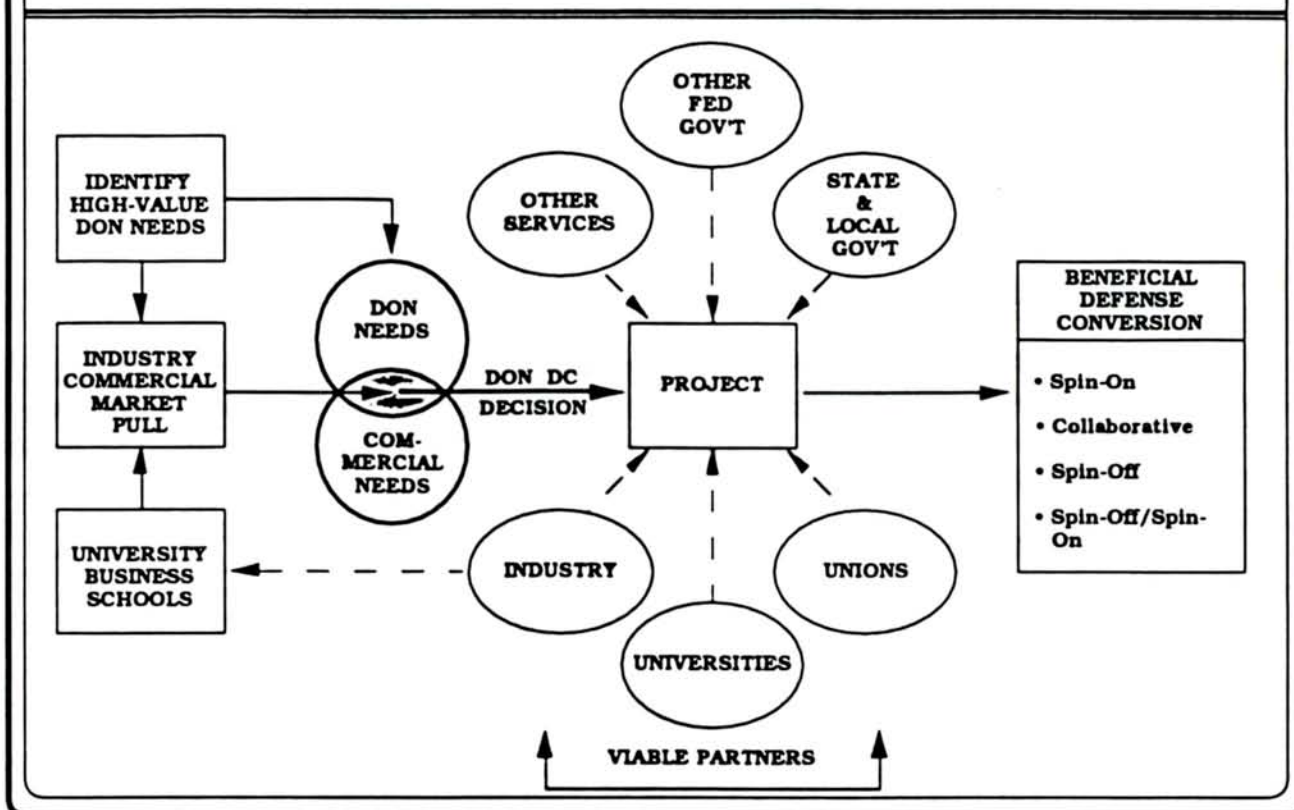 IDENTIFY
HIGH-VALUE
DON NEEDS
INDUSTRY
COMMERCIAL
MARKET
PULL
UNIVERSITY
BUSINESS
SCHOOLS
DON
NEEDS
COM-
MERCIAL
NEEDS
DON DC
DECISION
OTHER
SERVICES
OTHER
FED
GOV'T
STATE
&
LOCAL
GOV'T
PROJECT
INDUSTRY
UNIVERSITIES
UNIONS
VIABLE PARTNERS
BENEFICIAL
DEFENSE
CONVERSION
• Spin-On
• Collaborative
• Spin-Off
• Spin-Off/Spin-
On